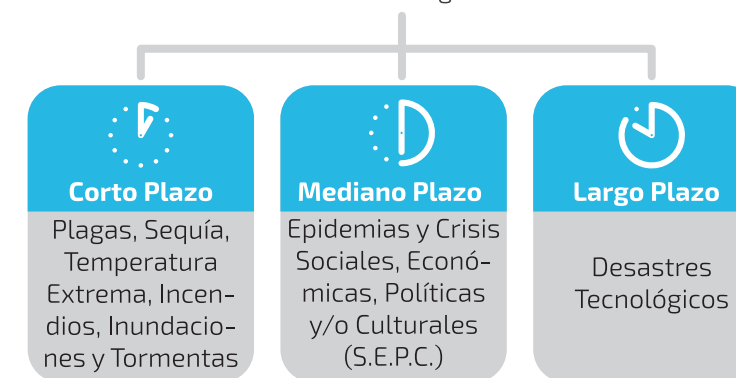 Corto Plazo
Plagas, Sequía,
Temperatura
Extrema, Incen-
dios, Inundacio-
nes y Tormentas
Mediano Plazo
Epidemias y Crisis
Sociales, Econó-
micas, Políticas
y/o Culturales
(S.E.P.C.)
Largo Plazo
Desastres
Tecnológicos